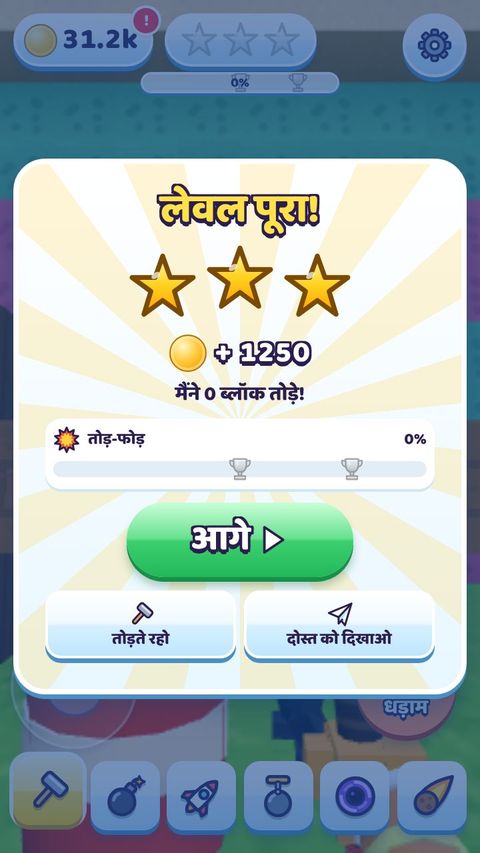 31.2k !
0%
लेवल पूरा!
+ 1250
मैंने 0 ब्लॉक तोड़े!
तोड़-फोड़ 0%
आगे
तोड़ते रहो
दोस्त को दिखाओ
धड़ाम